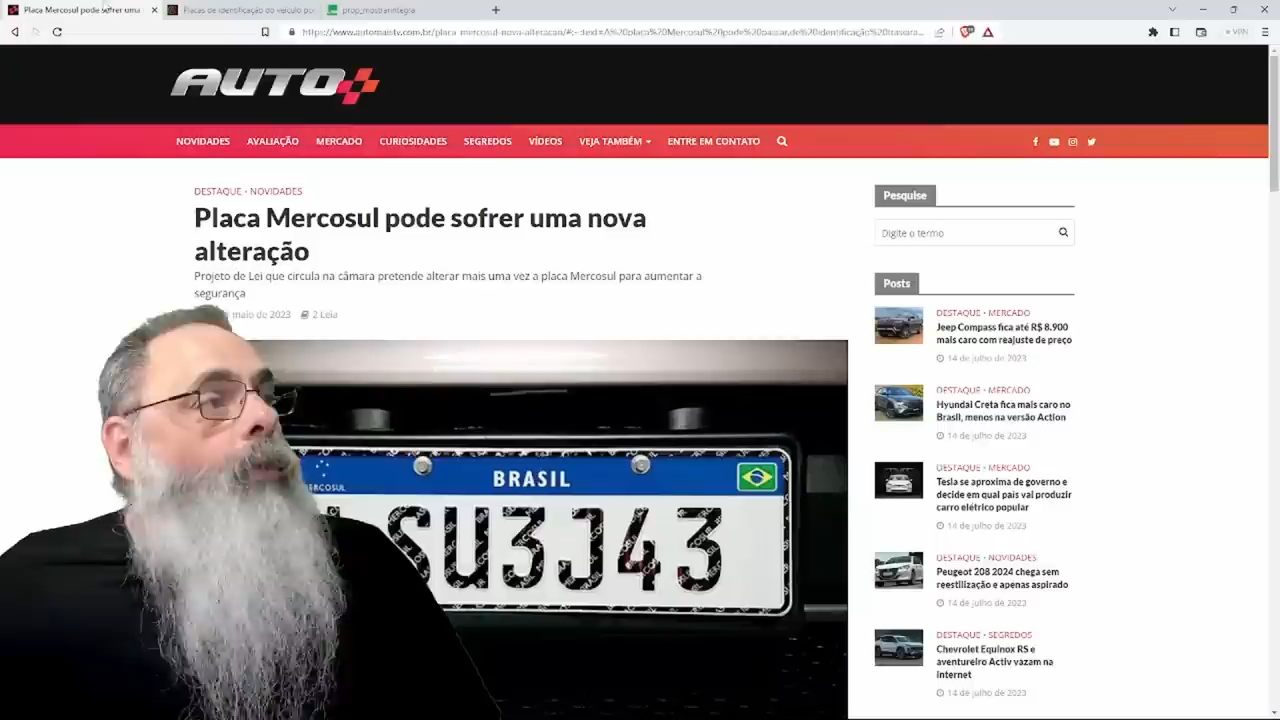 Placa Mercosul pode sofrer uma
Placas de identificação do veículo po
prop_mostrarintegra
AUTO+
NOVIDADES AVALIAÇÃO MERCADO CURIOSIDADES SEGREDOS VÍDEOS VEJA TAMBÉM ENTRE EM CONTATO
DESTAQUE • NOVIDADES
Placa Mercosul pode sofrer uma nova
alteração
Projeto de Lei que circula na câmara pretende alterar mais uma vez a placa Mercosul para aumentar a
segurança
maio de 2023 2 Leia
MERCOSUL
BRASIL
SU3J43
Pesquise
Digite o termo
Posts
DESTAQUE • MERCADO
Jeep Compass fica até R$ 8.900
mais caro com reajuste de preço
14 de julho de 2023
DESTAQUE • MERCADO
Hyundai Creta fica mais caro no
Brasil, menos na versão Action
14 de julho de 2023
DESTAQUE • MERCADO
Tesla se aproxima de governo e
decide em qual país vai produzir
carro elétrico popular
14 de julho de 2023
DESTAQUE • NOVIDADES
Peugeot 208 2024 chega sem
reestilização e apenas aspirado
14 de julho de 2023
DESTAQUE • SEGREDOS
Chevrolet Equinox RS e
aventureiro Activ vazam na
internet
14 de julho de 2023